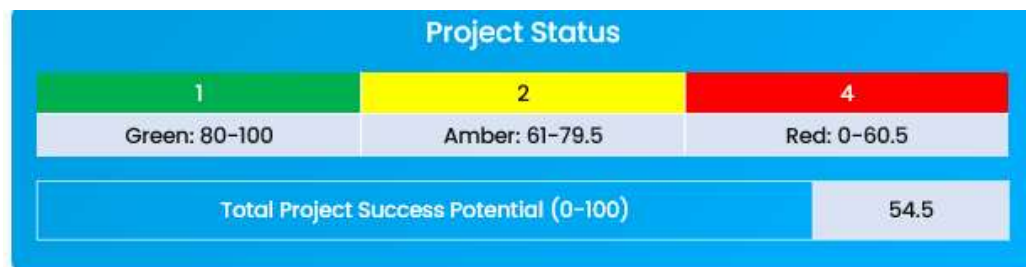 Project Status
1 2 4
Green: 80-100 Amber: 61-79.5 Red: 0-60.5
Total Project Success Potential (0-100) 54.5